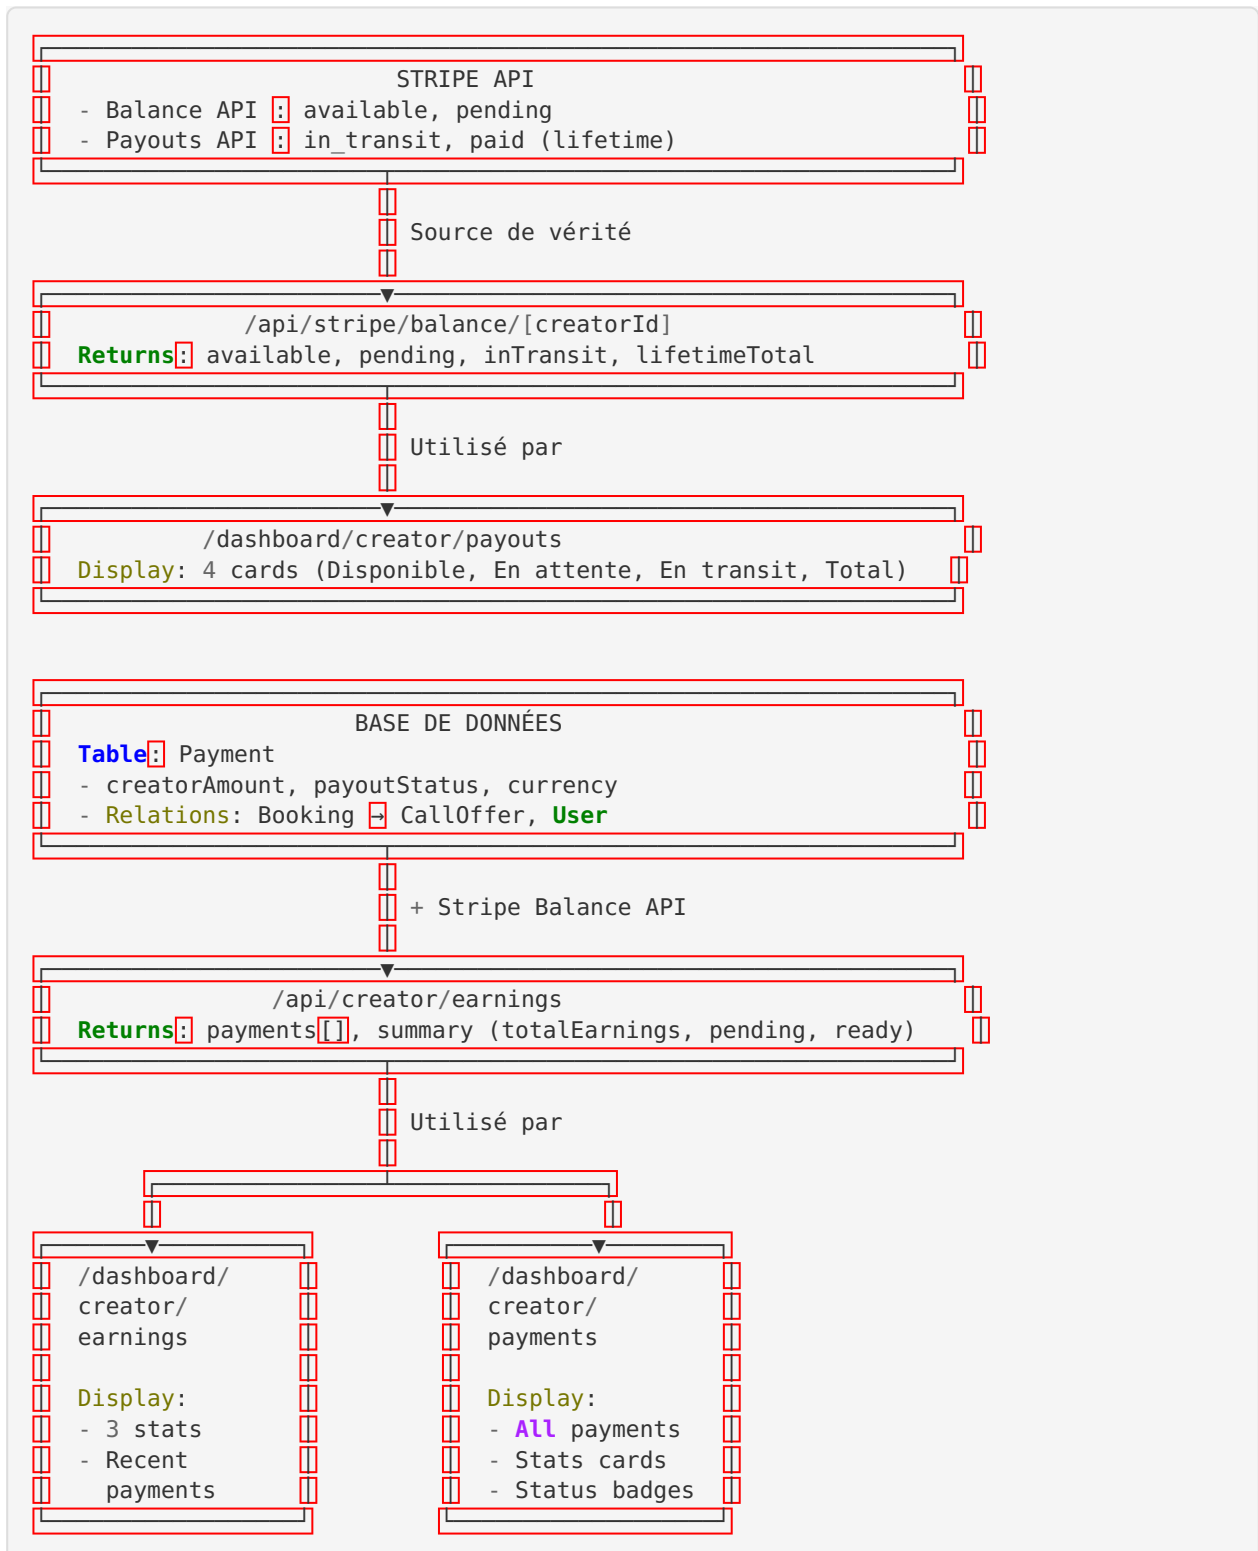 STRIPE API
- Balance API : available, pending
- Payouts API : in_transit, paid (lifetime)
Source de vérité
▼
/api/stripe/balance/[creatorId]
Returns: available, pending, inTransit, lifetimeTotal
Utilisé par
▼
/dashboard/creator/payouts
Display: 4 cards (Disponible, En attente, En transit, Total)
BASE DE DONNÉES
Table: Payment
- creatorAmount, payoutStatus, currency
- Relations: Booking → CallOffer, User
+ Stripe Balance API
▼
/api/creator/earnings
Returns: payments[], summary (totalEarnings, pending, ready)
Utilisé par
▼
/dashboard/
creator/
earnings
Display:
- 3 stats
- Recent
payments
▼
/dashboard/
creator/
payments
Display:
- All payments
- Stats cards
- Status badges